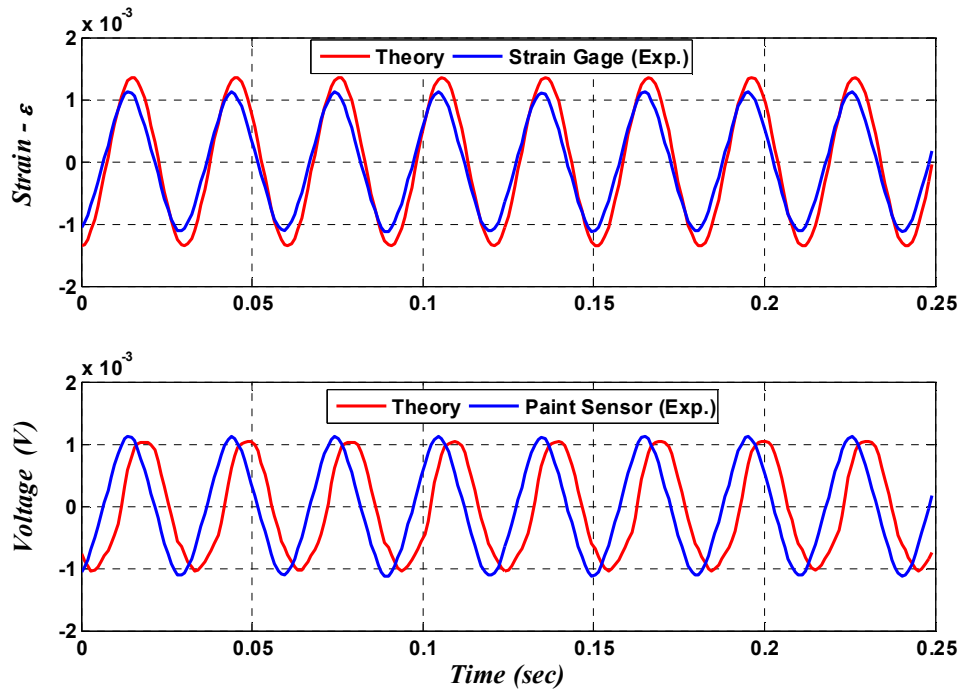 x 10^-3
2
1
0
-1
-2
Strain - ε
Theory Strain Gage (Exp.)
0 0.05 0.1 0.15 0.2 0.25
x 10^-3
2
1
0
-1
-2
Voltage (V)
Theory Paint Sensor (Exp.)
0 0.05 0.1 0.15 0.2 0.25
Time (sec)